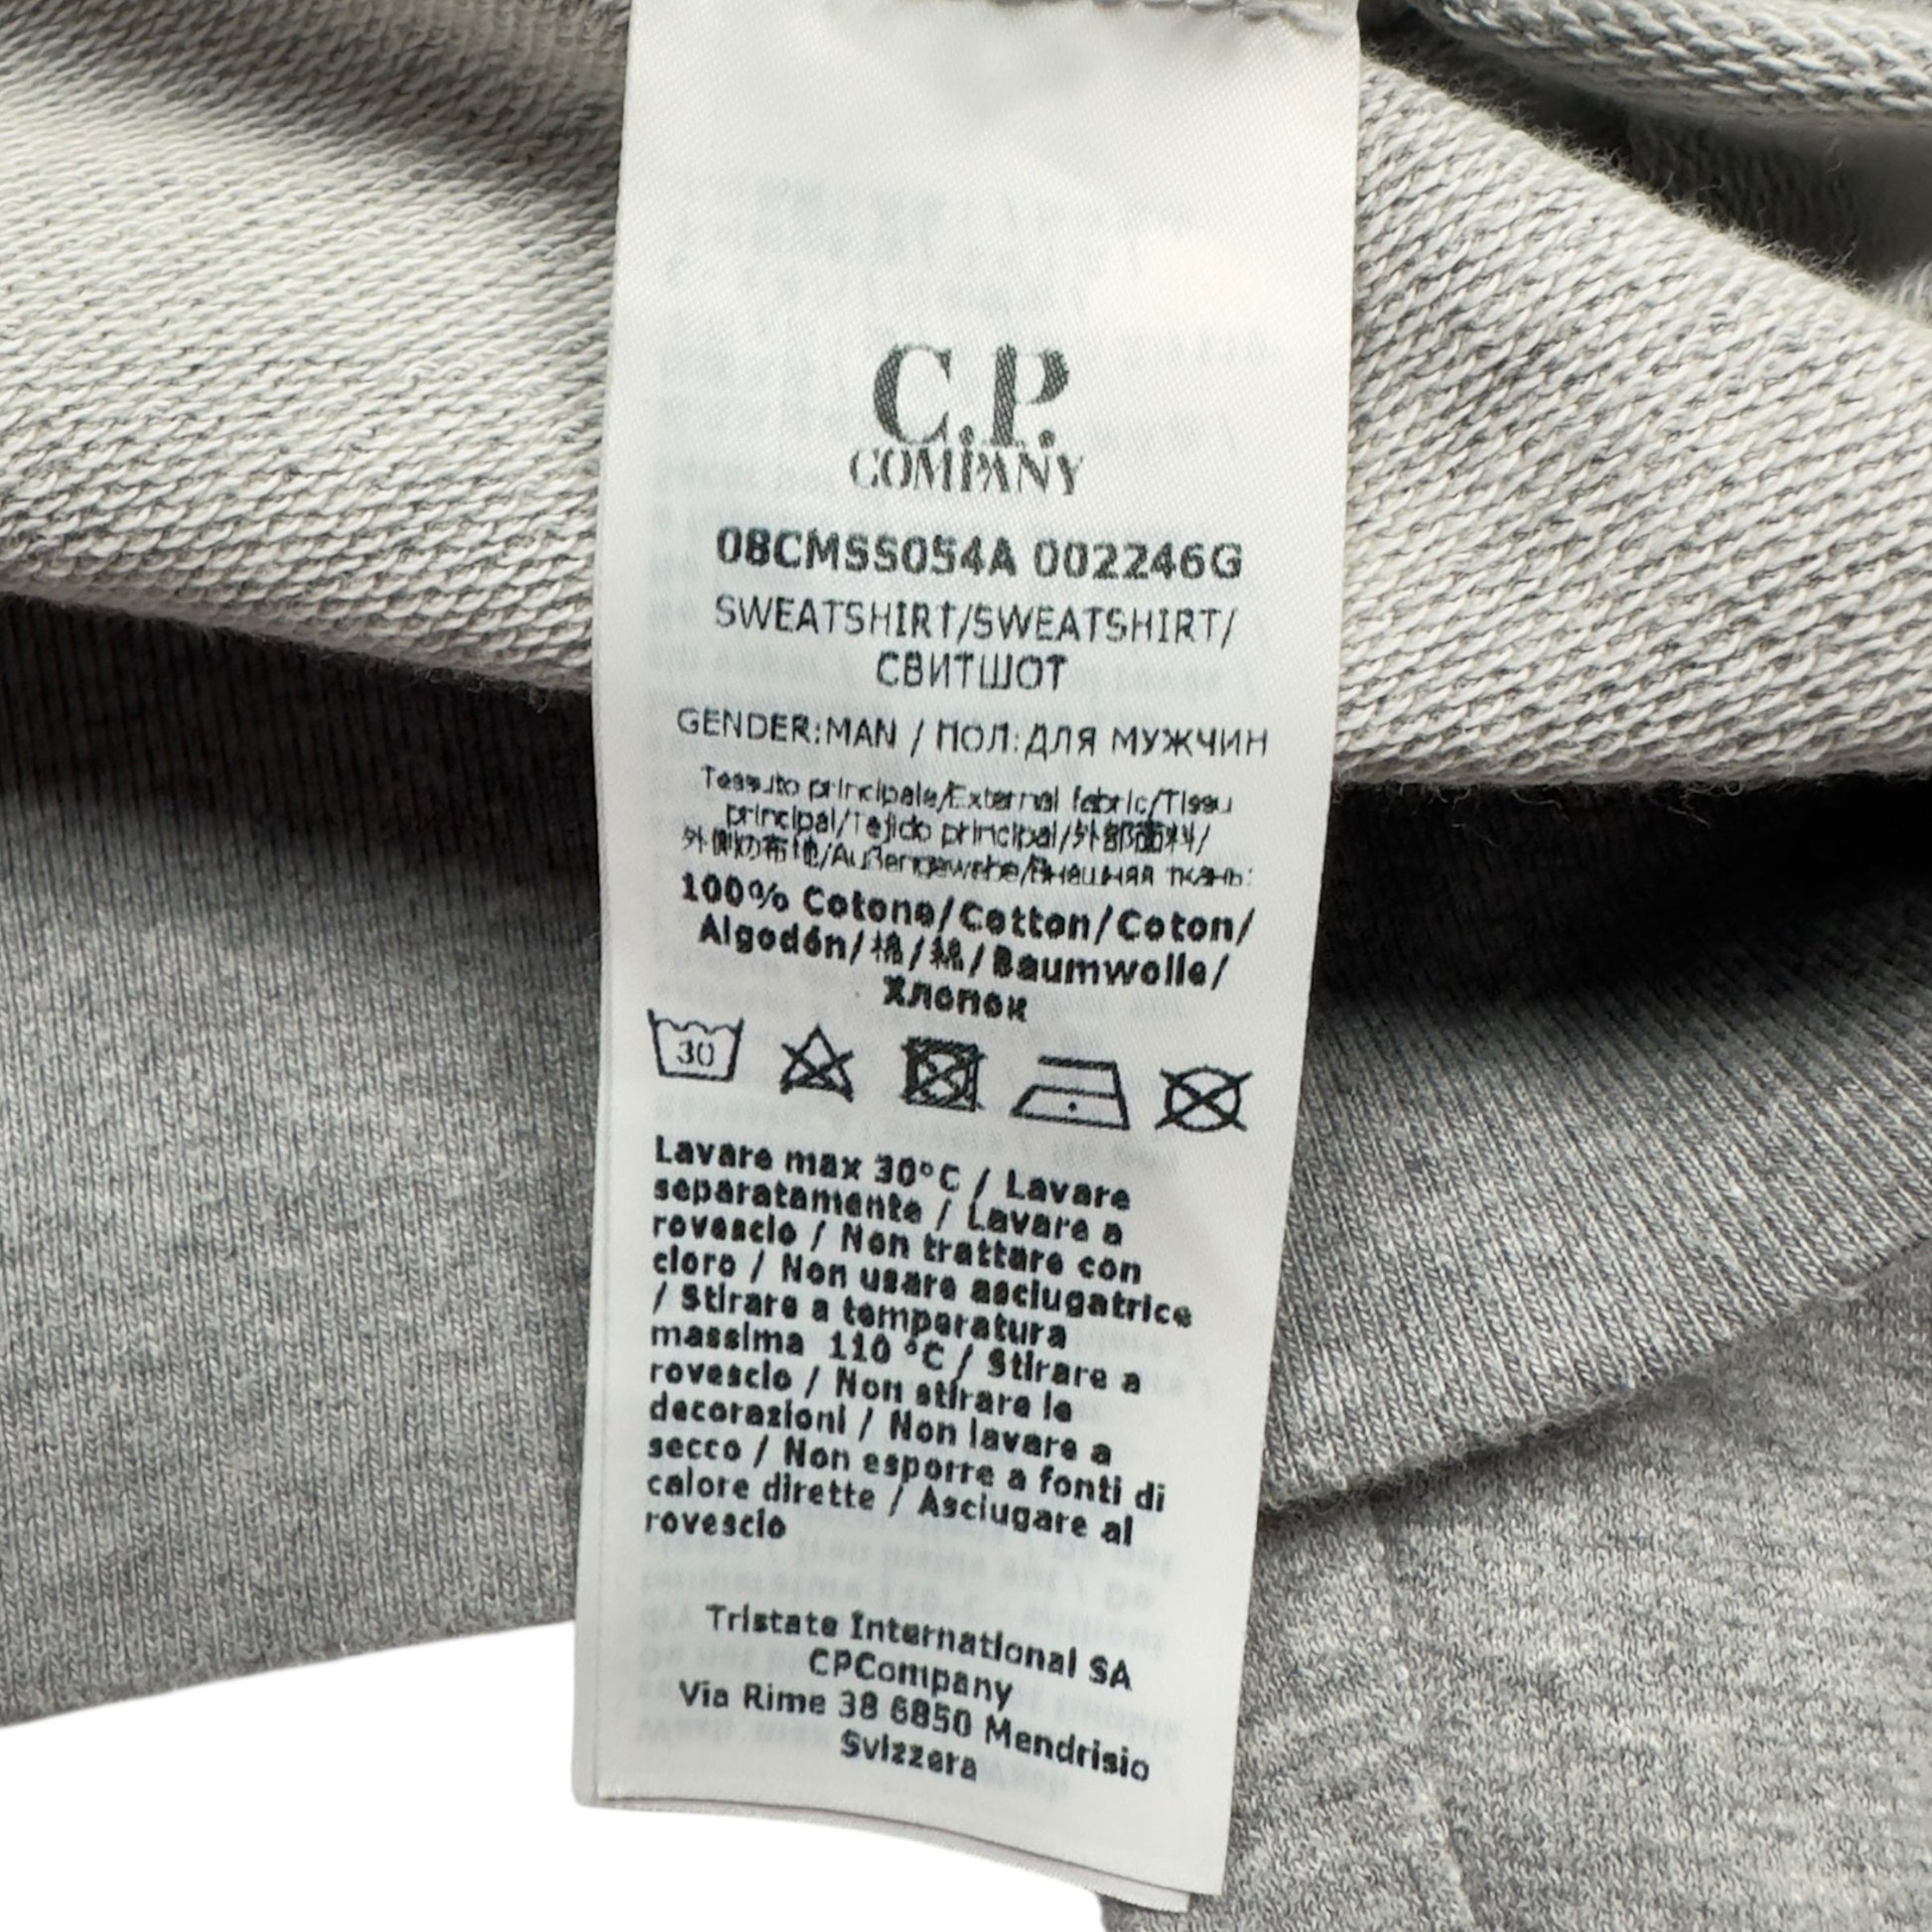 C.P.
COMPANY
08CMSS054A 002246G
SWEATSHIRT/SWEATSHIRT/
СВИТШОТ
GENDER:MAN / ПОЛ:ДЛЯ МУЖЧИН
Tessuto principale/External fabric/Tissu
principal/Tejido principal/外部面料/
外側の布地/Außengewebe/Внешняя ткань:
100% Cotone/Cotton/Coton/
Algodón/棉/綿/Baumwolle/
Хлопок
30
Lavare max 30°C / Lavare
separatamente / Lavare a
rovescio / Non trattare con
cloro / Non usare asciugatrice
/ Stirare a temperatura
massima 110 °C / Stirare a
rovescio / Non stirare le
decorazioni / Non lavare a
secco / Non esporre a fonti di
calore dirette / Asciugare al
rovescio
Tristate International SA
CPCompany
Via Rime 38 6850 Mendrisio
Svizzera